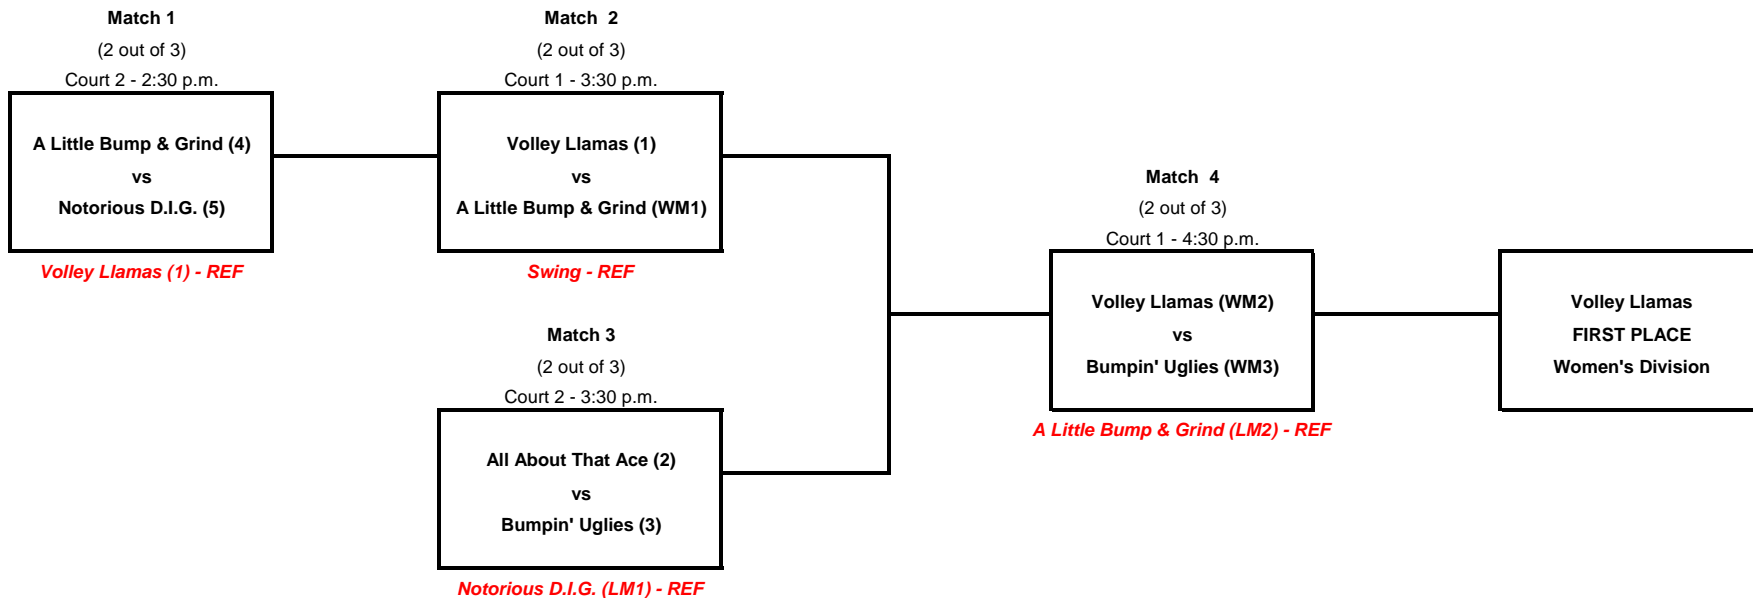 Match 1
(2 out of 3)
Court 2 - 2:30 p.m.
A Little Bump & Grind (4)
vs
Notorious D.I.G. (5)
Volley Llamas (1) - REF
Match  2
(2 out of 3)
Court 1 - 3:30 p.m.
Volley Llamas (1)
vs
A Little Bump & Grind (WM1)
Swing - REF
Match 3
(2 out of 3)
Court 2 - 3:30 p.m.
All About That Ace (2)
vs
Bumpin' Uglies (3)
Notorious D.I.G. (LM1) - REF
Match  4
(2 out of 3)
Court 1 - 4:30 p.m.
Volley Llamas (WM2)
vs
Bumpin' Uglies (WM3)
A Little Bump & Grind (LM2) - REF
Volley Llamas
FIRST PLACE
Women's Division